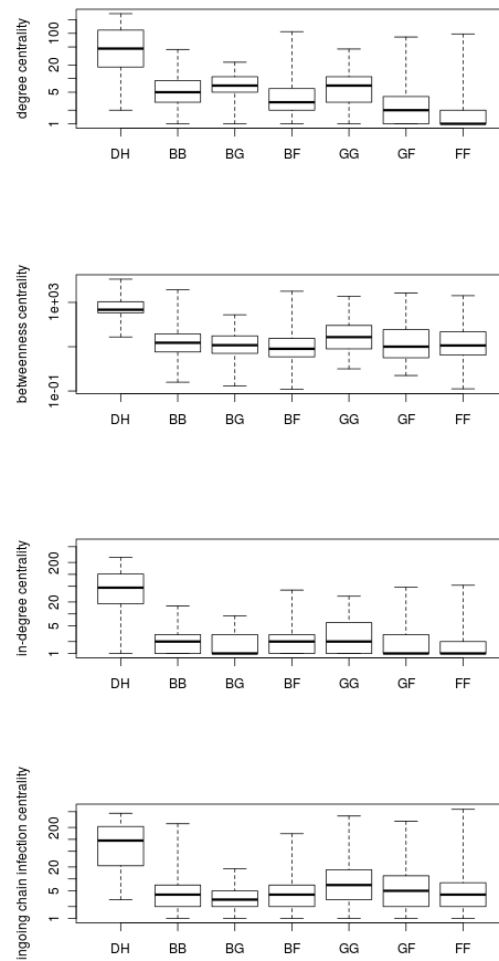 degree centrality
100
20
5
1
DH BB BG BF GG GF FF
betweenness centrality
1e+03
1e-01
DH BB BG BF GG GF FF
in-degree centrality
200
20
5
1
DH BB BG BF GG GF FF
ingoing chain infection centrality
200
20
5
1
DH BB BG BF GG GF FF